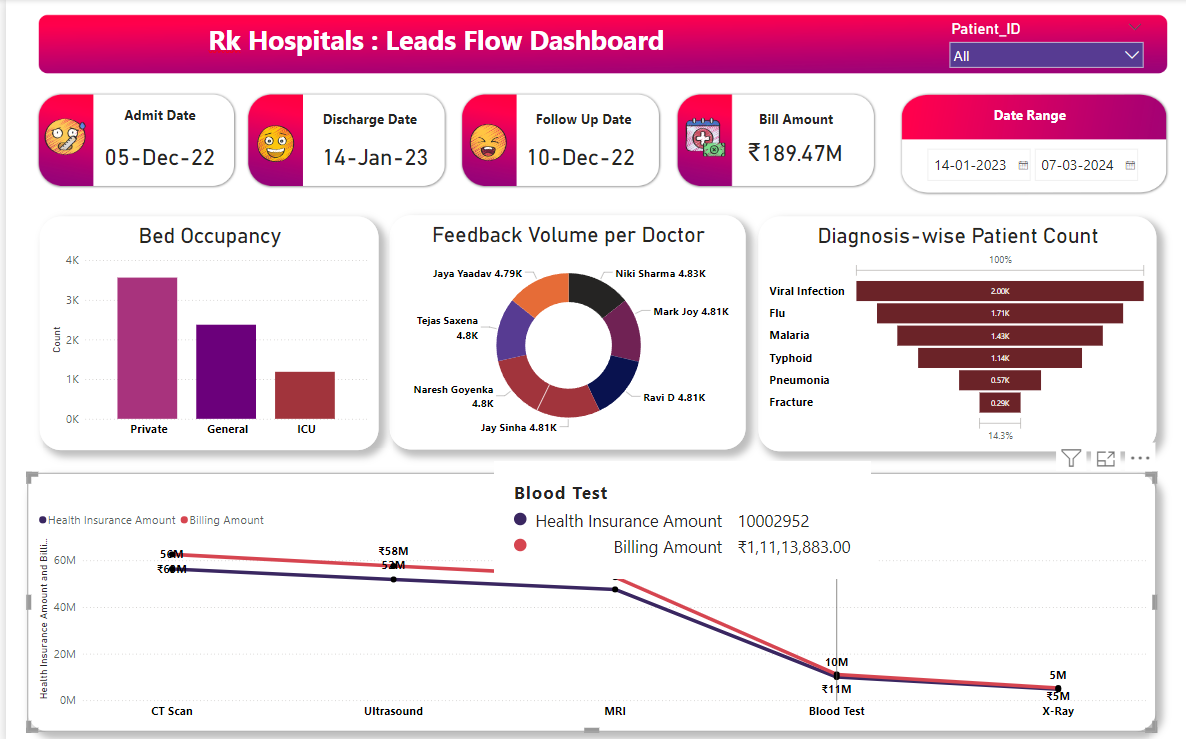 Rk Hospitals : Leads Flow Dashboard
Patient_ID
All
Admit Date
05-Dec-22
Discharge Date
14-Jan-23
Follow Up Date
10-Dec-22
Bill Amount
₹189.47M
Date Range
14-01-2023
07-03-2024
Bed Occupancy
4K
3K
2K
1K
0K
Count
Private
General
ICU
Feedback Volume per Doctor
Jaya Yaadav 4.79K
Niki Sharma 4.83K
Mark Joy 4.81K
Tejas Saxena
4.8K
Naresh Goyenka
4.8K
Ravi D 4.81K
Jay Sinha 4.81K
Diagnosis-wise Patient Count
100%
Viral Infection 2.00K
Flu 1.71K
Malaria 1.43K
Typhoid 1.14K
Pneumonia 0.57K
Fracture 0.29K
14.3%
Health Insurance Amount Billing Amount
Health Insurance Amount and Billi...
Blood Test
Health Insurance Amount 10002952
Billing Amount ₹1,11,13,883.00
60M
40M
20M
0M
₹58M
52M
10M
₹11M
5M
₹5M
CT Scan
Ultrasound
MRI
Blood Test
X-Ray